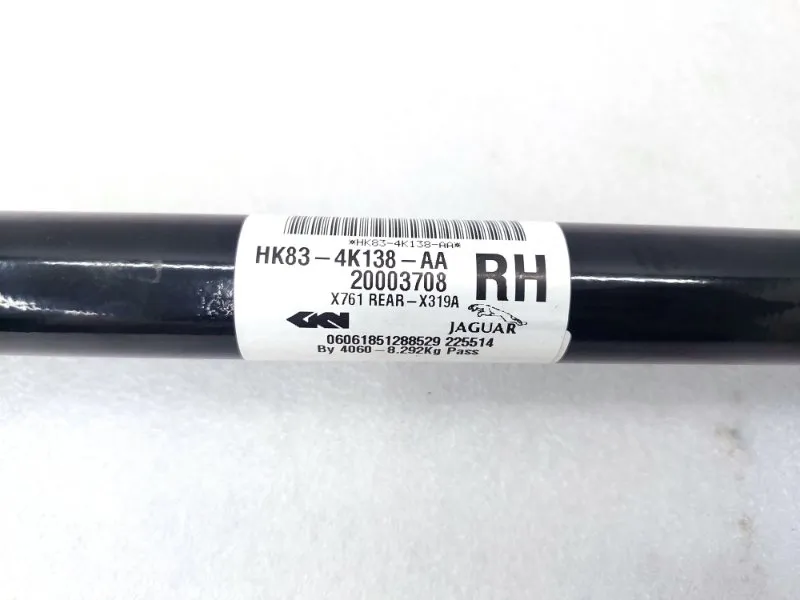 *HK83-4K138-AA*
HK83-4K138-AA
RH
20003708
X761 REAR-X319A
GKN
JAGUAR
06061851288529 225514
By 4060-8.292Kg Pass